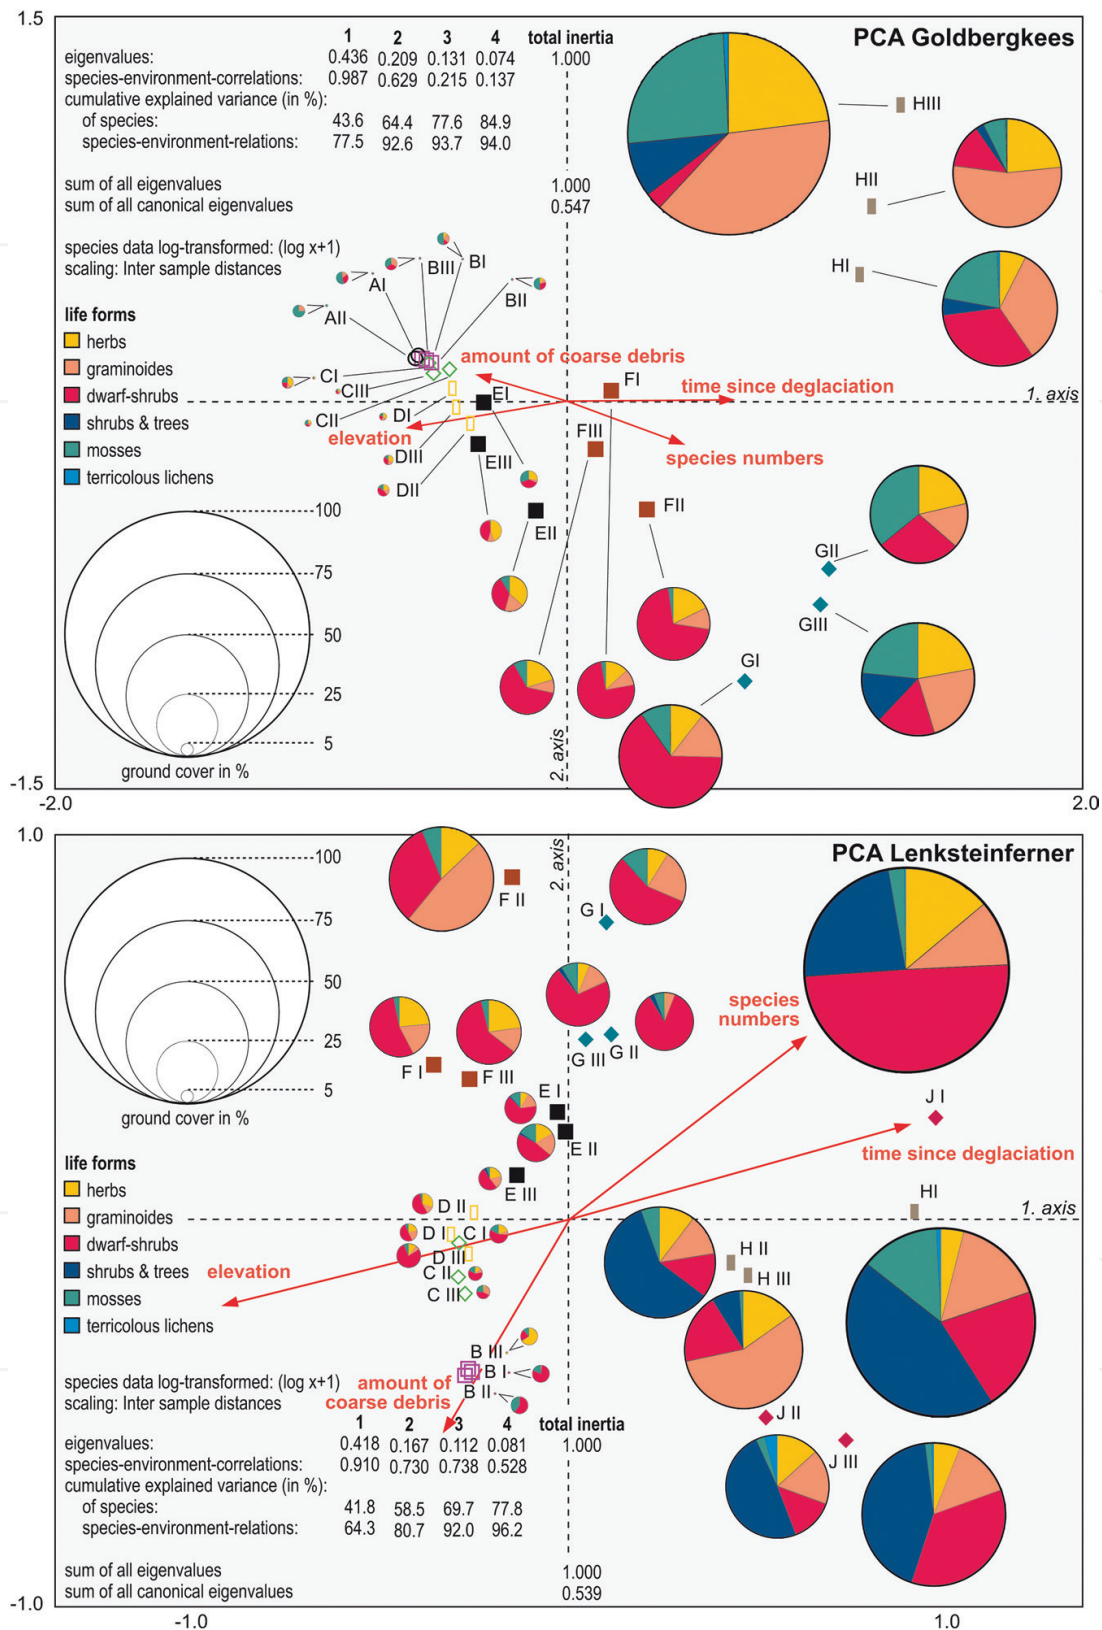 1.5
PCA Goldbergkees
1 2 3 4 total inertia
eigenvalues: 0.436 0.209 0.131 0.074 1.000
species-environment-correlations: 0.987 0.629 0.215 0.137
cumulative explained variance (in %):
of species: 43.6 64.4 77.6 84.9
species-environment-relations: 77.5 92.6 93.7 94.0
sum of all eigenvalues 1.000
sum of all canonical eigenvalues 0.547
species data log-transformed: (log x+1)
scaling: Inter sample distances
HIII
HII
HI
BI
BIII
AI
BII
AII
life forms
herbs
graminoides
dwarf-shrubs
shrubs & trees
mosses
terricolous lichens
amount of coarse debris
time since deglaciation
1. axis
CI
CIII
CII
FI
EI
DI
elevation
FIII
species numbers
DIII
EIII
DII
FII
EII
GII
GIII
GI
100
75
50
25
5
ground cover in %
2. axis
-1.5
-2.0
2.0
1.0
PCA Lenksteinferner
2. axis
100
75
50
25
5
ground cover in %
F II
G I
species
numbers
G III
G II
F I
F III
E I
E II
E III
J I
time since deglaciation
HI
1. axis
life forms
herbs
graminoides
dwarf-shrubs
shrubs & trees
mosses
terricolous lichens
D II
D I
C I
D III
C II
C III
elevation
H II
H III
B III
B I
B II
amount of
coarse debris
J II
J III
species data log-transformed: (log x+1)
scaling: Inter sample distances
1 2 3 4 total inertia
eigenvalues: 0.418 0.167 0.112 0.081 1.000
species-environment-correlations: 0.910 0.730 0.738 0.528
cumulative explained variance (in %):
of species: 41.8 58.5 69.7 77.8
species-environment-relations: 64.3 80.7 92.0 96.2
sum of all eigenvalues 1.000
sum of all canonical eigenvalues 0.539
-1.0
-1.0
1.0